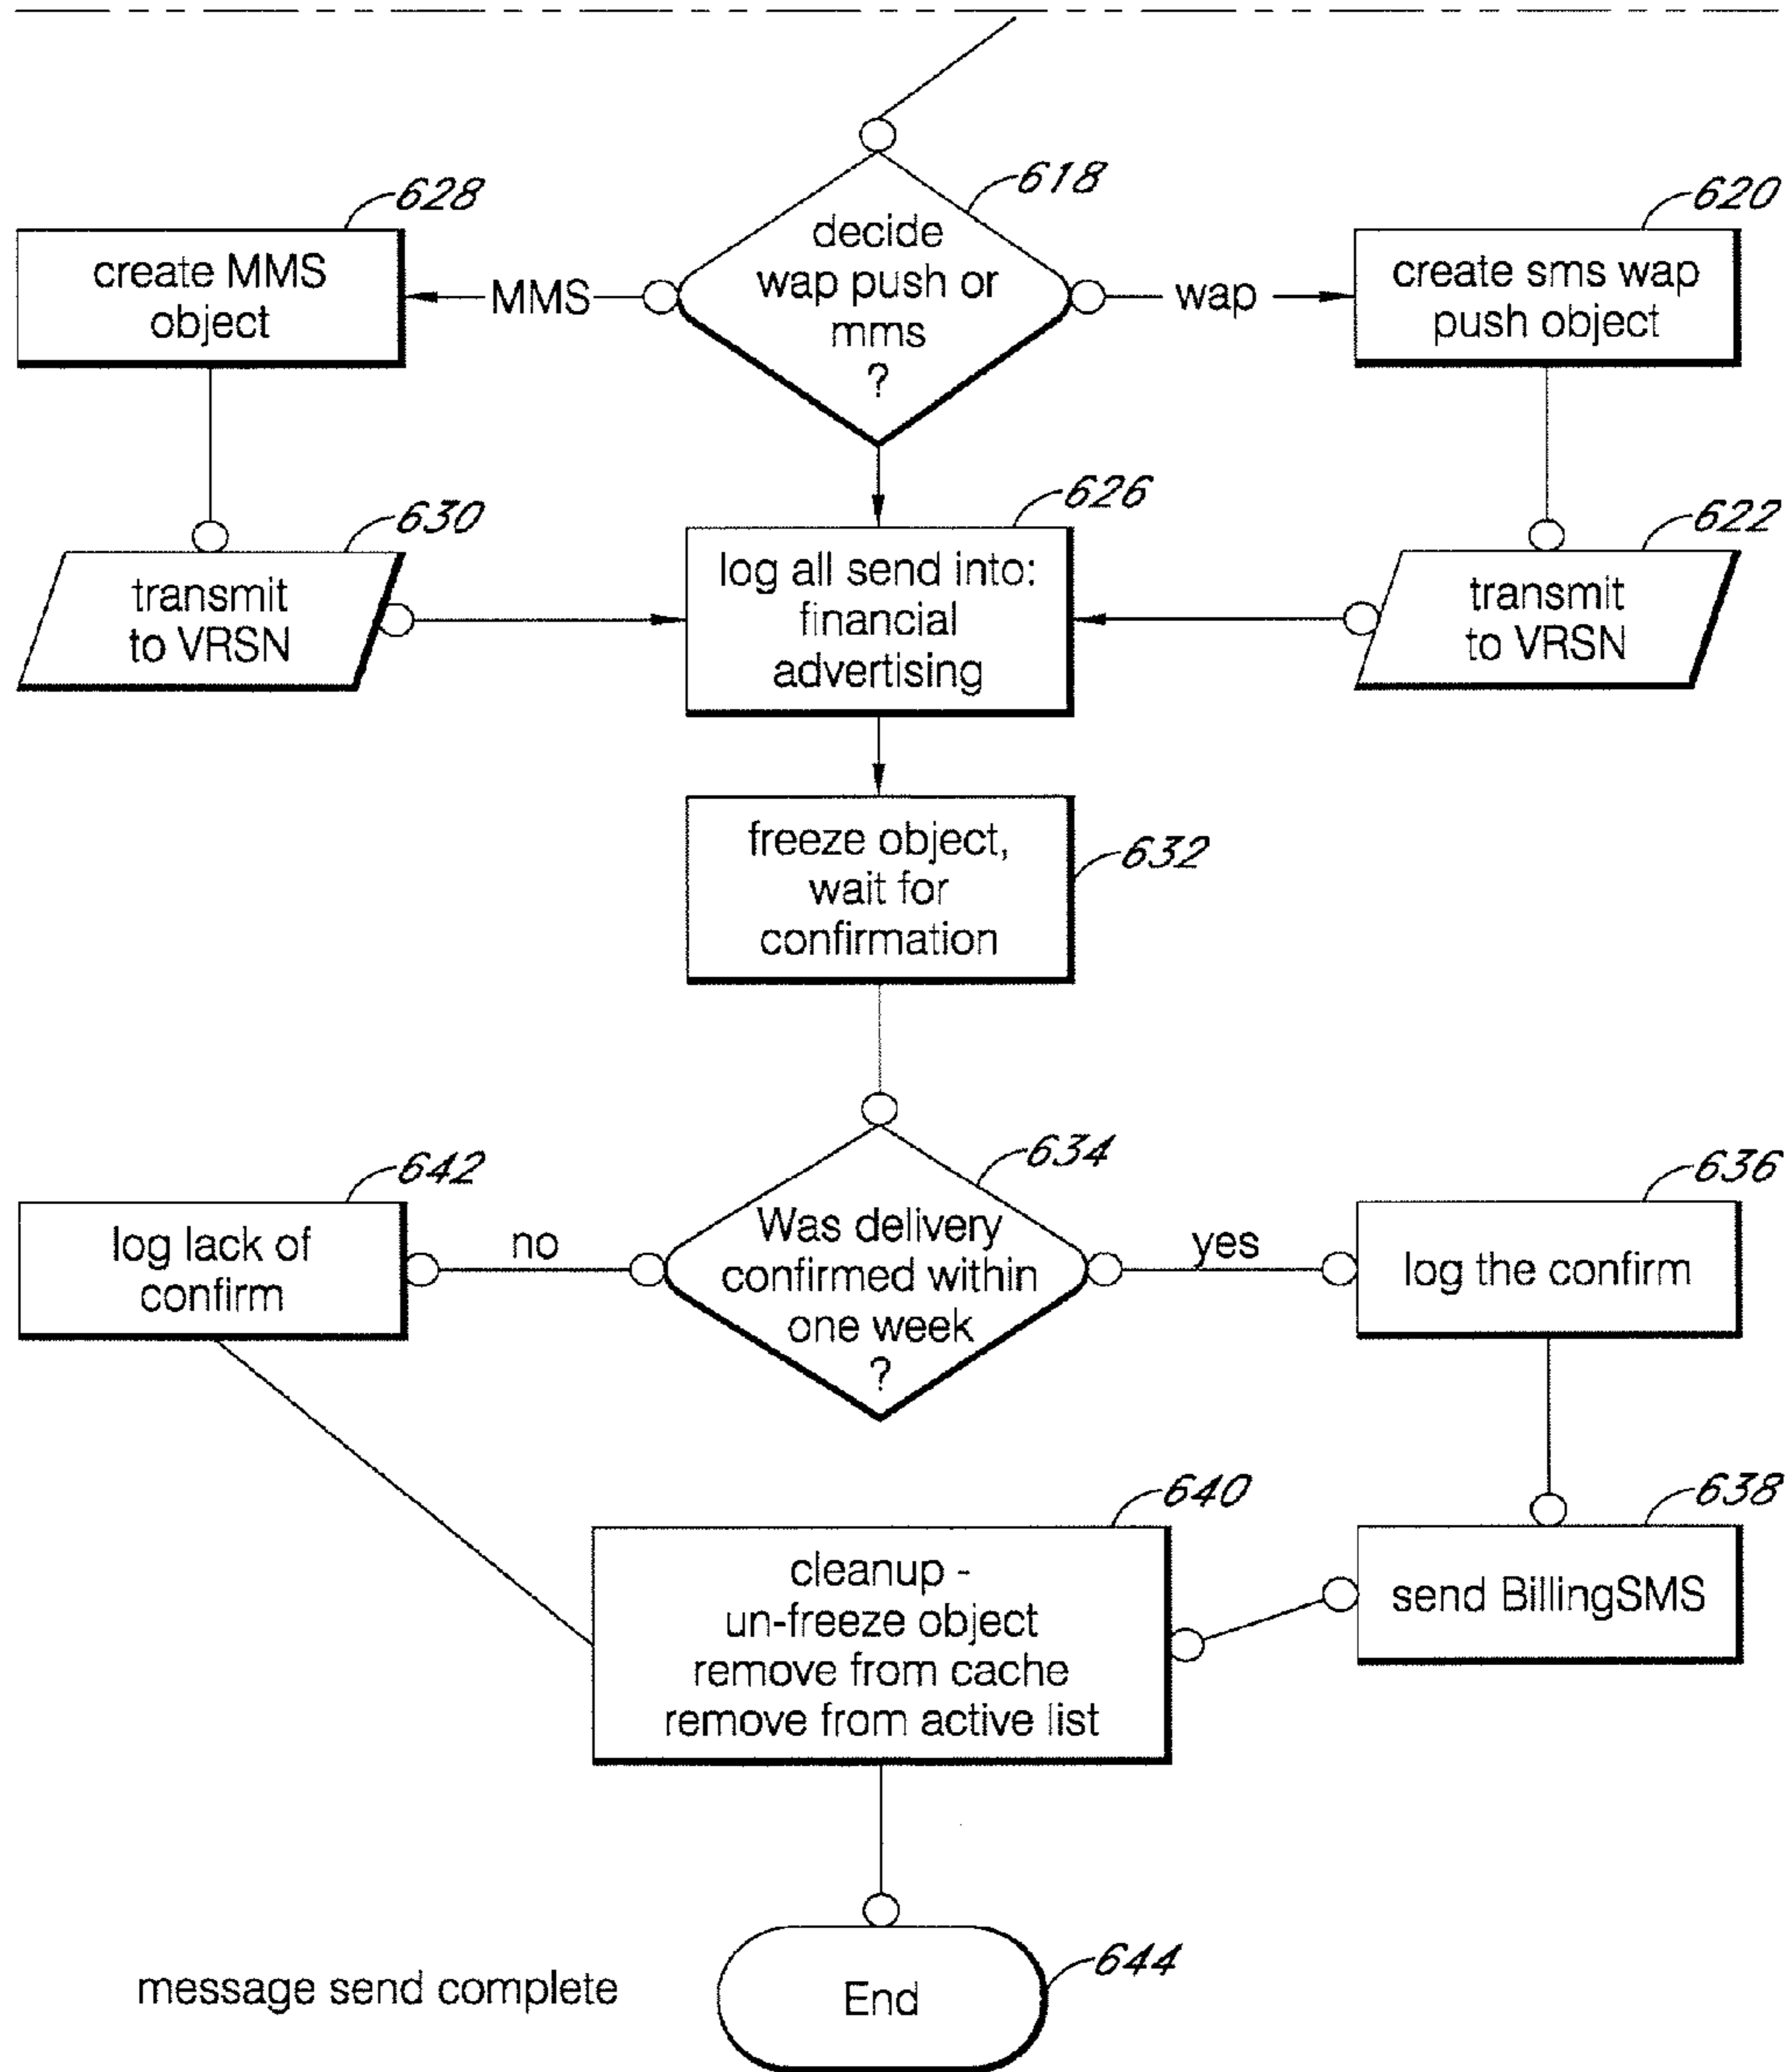 618
628
620
decide
wap push or
mms
?
create MMS
object
MMS
wap
create sms wap
push object
626
630
622
log all send into:
financial
advertising
transmit
to VRSN
transmit
to VRSN
freeze object,
wait for
confirmation
632
634
642
636
Was delivery
confirmed within
one week
?
log lack of
confirm
no
yes
log the confirm
640
638
cleanup -
un-freeze object
remove from cache
remove from active list
send BillingSMS
message send complete
End
644